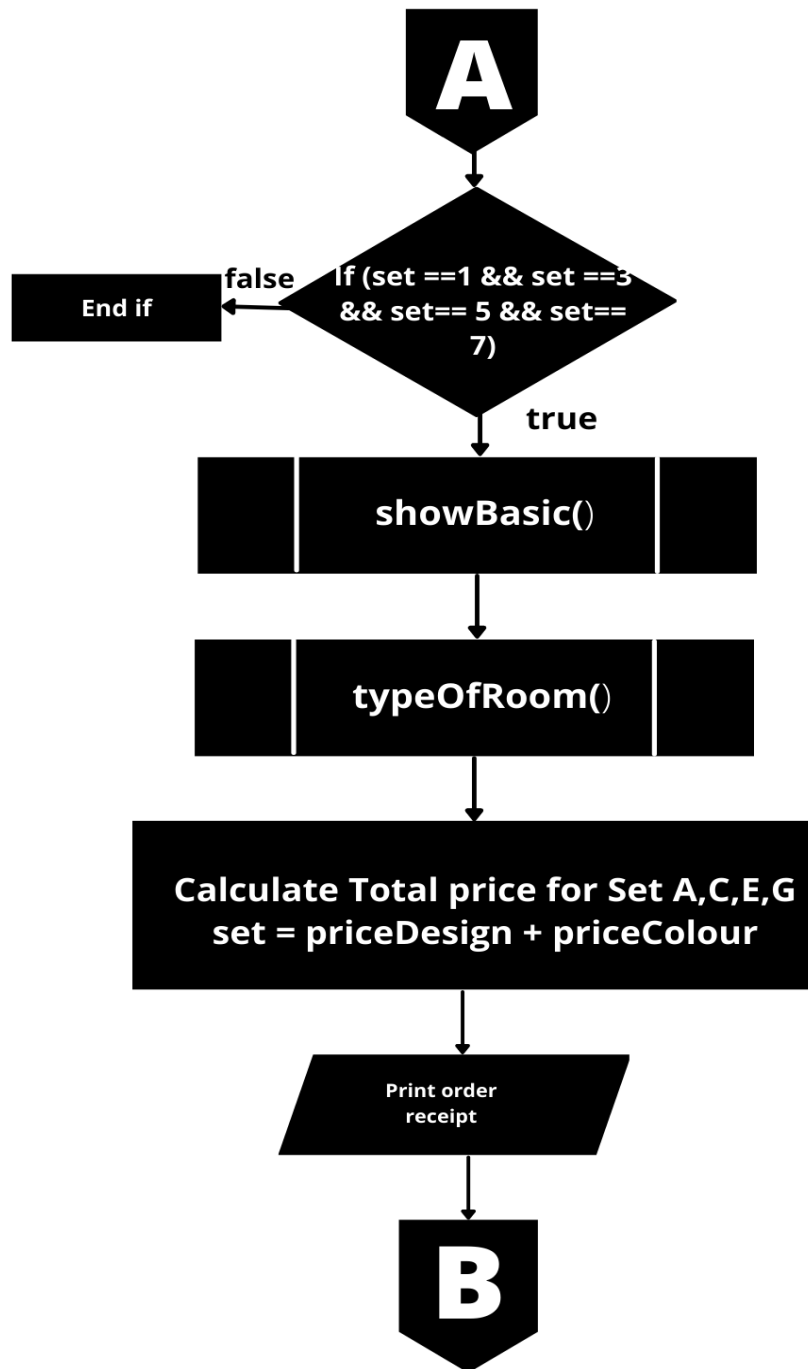 A
If (set ==1 && set ==3
&& set== 5 && set==
7)
false
End if
true
showBasic()
typeOfRoom()
Calculate Total price for Set A,C,E,G
set = priceDesign + priceColour
Print order
receipt
B